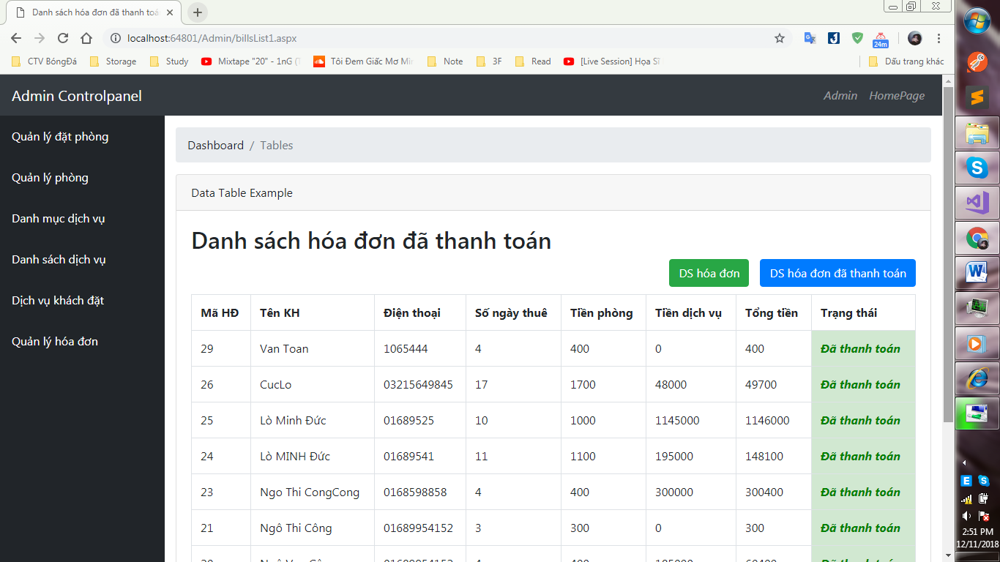 Danh sách hóa đơn đã thanh toá
localhost:64801/Admin/billsList1.aspx
24m
CTV BóngĐá Storage Study Mixtape "20" - 1nG (T Tôi Đem Giấc Mơ Mìn Note 3F Read [Live Session] Họa Sĩ Dấu trang khác
Admin Controlpanel Admin HomePage
Quản lý đặt phòng
Quản lý phòng
Danh mục dịch vụ
Danh sách dịch vụ
Dịch vụ khách đặt
Quản lý hóa đơn
Dashboard / Tables
Data Table Example
Danh sách hóa đơn đã thanh toán
DS hóa đơn DS hóa đơn đã thanh toán
Mã HĐ Tên KH Điện thoại Số ngày thuê Tiền phòng Tiền dịch vụ Tổng tiền Trạng thái
29 Van Toan 1065444 4 400 0 400 Đã thanh toán
26 CucLo 03215649845 17 1700 48000 49700 Đã thanh toán
25 Lò Minh Đức 01689525 10 1000 1145000 1146000 Đã thanh toán
24 Lò MINH Đức 01689541 11 1100 195000 148100 Đã thanh toán
23 Ngo Thi CongCong 0168598858 4 400 300000 300400 Đã thanh toán
21 Ngô Thi Công 01689954152 3 300 0 300 Đã thanh toán
2:51 PM
12/11/2018